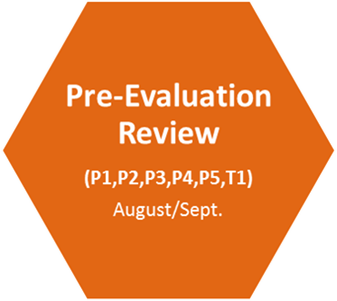 Pre-Evaluation
Review
(P1,P2,P3,P4,P5,T1)
August/Sept.